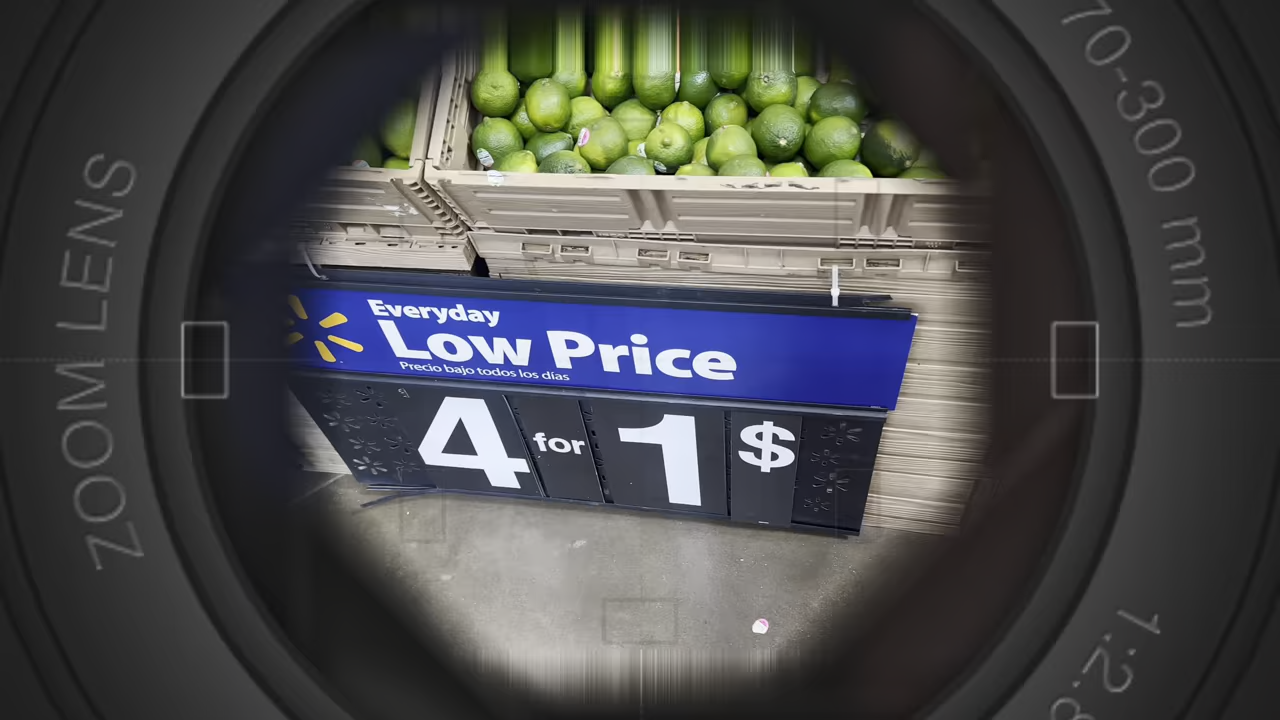 ZOOM LENS
70-300 mm
Everyday
Low Price
Precio bajo todos los días
4 for 1 $
1:2.8